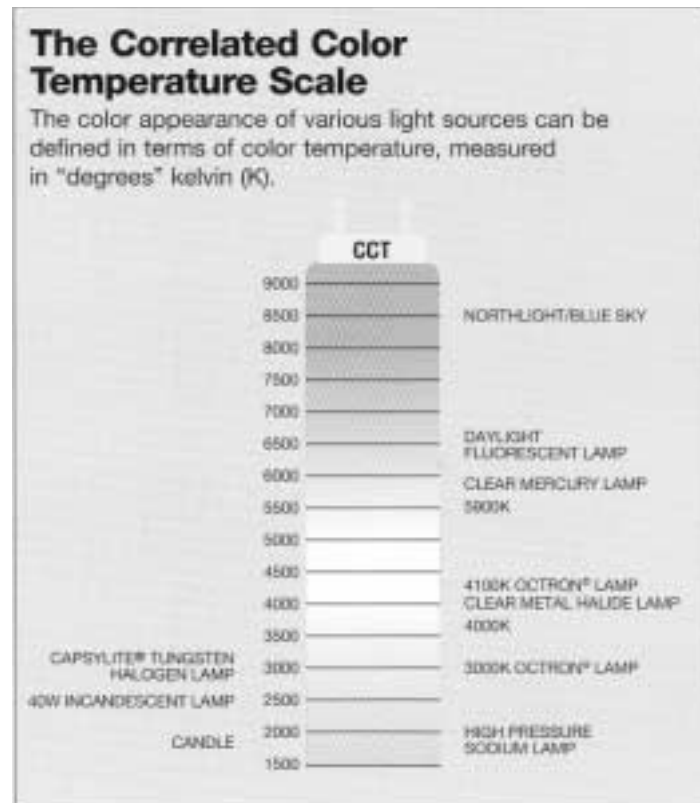 The Correlated Color
Temperature Scale
The color appearance of various light sources can be
defined in terms of color temperature, measured
in “degrees” kelvin (K).
CCT
9000
8500
NORTHLIGHT/BLUE SKY
8000
7500
7000
6500
DAYLIGHT
FLUORESCENT LAMP
6000
CLEAR MERCURY LAMP
5900K
5500
5000
4500
4100K OCTRON® LAMP
4000
CLEAR METAL HALIDE LAMP
4000K
3500
CAPSYLITE® TUNGSTEN
HALOGEN LAMP
3000
3000K OCTRON® LAMP
40W INCANDESCENT LAMP
2500
CANDLE
2000
HIGH PRESSURE
SODIUM LAMP
1500